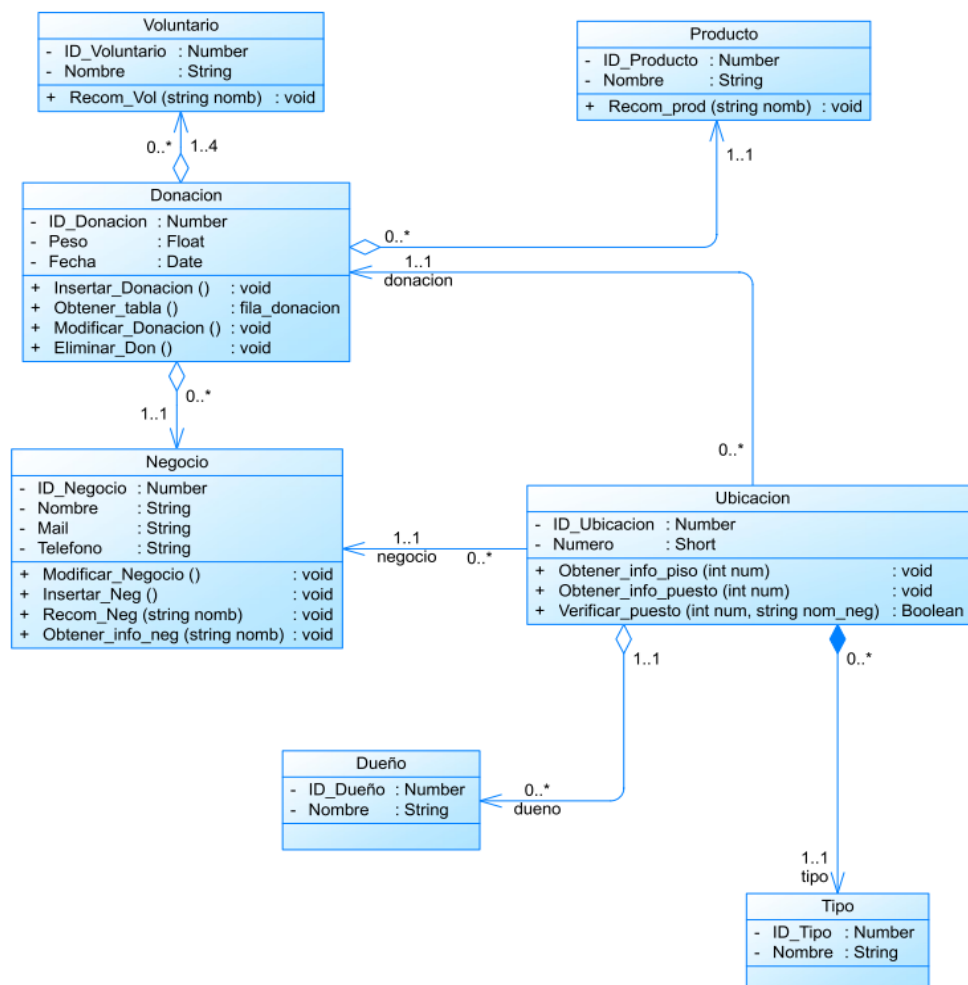 Voluntario
- ID_Voluntario : Number
- Nombre : String
+ Recom_Vol (string nomb) : void
Producto
- ID_Producto : Number
- Nombre : String
+ Recom_prod (string nomb) : void
0..* 1..4
1..1
Donacion
- ID_Donacion : Number
- Peso : Float
- Fecha : Date
+ Insertar_Donacion () : void
+ Obtener_tabla () : fila_donacion
+ Modificar_Donacion () : void
+ Eliminar_Don () : void
0..*
1..1
donacion
0..*
1..1
0..*
Negocio
- ID_Negocio : Number
- Nombre : String
- Mail : String
- Telefono : String
+ Modificar_Negocio () : void
+ Insertar_Neg () : void
+ Recom_Neg (string nomb) : void
+ Obtener_info_neg (string nomb) : void
1..1
negocio
0..*
Ubicacion
- ID_Ubicacion : Number
- Numero : Short
+ Obtener_info_piso (int num) : void
+ Obtener_info_puesto (int num) : void
+ Verificar_puesto (int num, string nom_neg) : Boolean
1..1
0..*
Dueño
- ID_Dueño : Number
- Nombre : String
0..*
dueno
1..1
tipo
Tipo
- ID_Tipo : Number
- Nombre : String